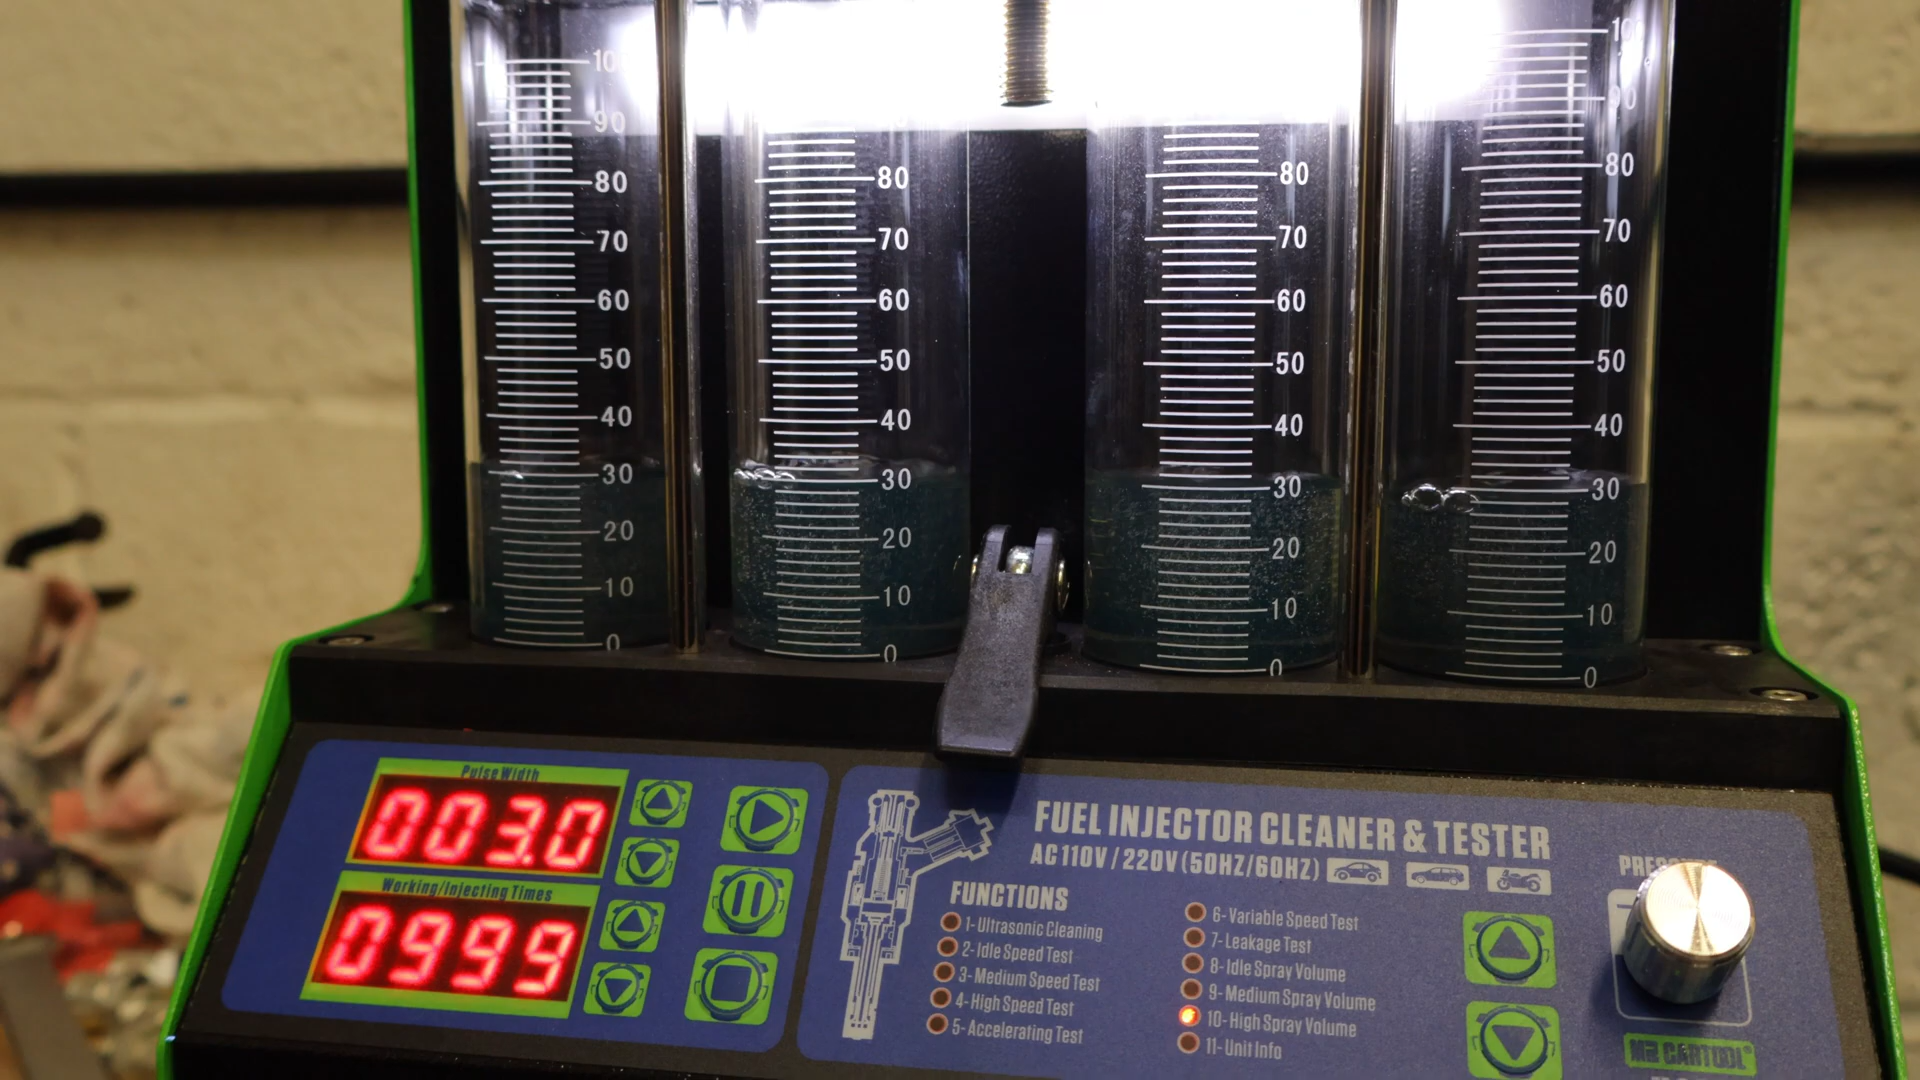 10
90
80
70
60
50
40
30
20
10
0
80
70
60
50
40
30
20
10
0
80
70
60
50
40
30
20
10
0
10
90
80
70
60
50
40
30
20
10
0
Pulse Width
003.0
Working/Injecting Times
0999
FUEL INJECTOR CLEANER & TESTER
AC110V / 220V (50HZ/60HZ)
FUNCTIONS
1- Ultrasonic Cleaning
2- Idle Speed Test
3- Medium Speed Test
4- High Speed Test
5- Accelerating Test
6- Variable Speed Test
7- Leakage Test
8- Idle Spray Volume
9- Medium Spray Volume
10- High Spray Volume
11- Unit Info
CARTOOL